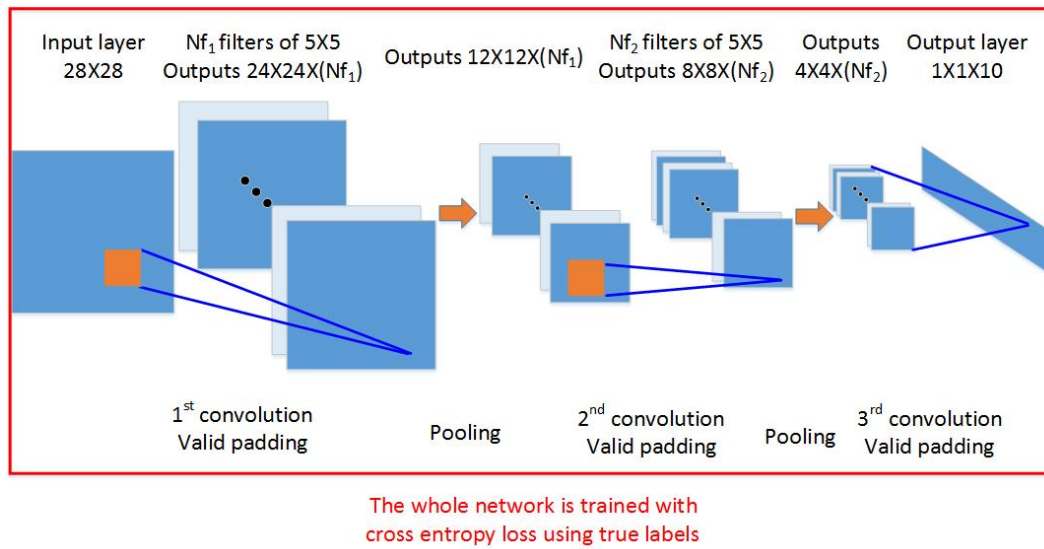 Input layer
28X28
Nf₁ filters of 5X5
Outputs 24X24X(Nf₁)
Outputs 12X12X(Nf₁)
Nf₂ filters of 5X5
Outputs 8X8X(Nf₂)
Outputs
4X4X(Nf₂)
Output layer
1X1X10
1st convolution
Valid padding
Pooling
2nd convolution
Valid padding
Pooling
3rd convolution
Valid padding
The whole network is trained with
cross entropy loss using true labels